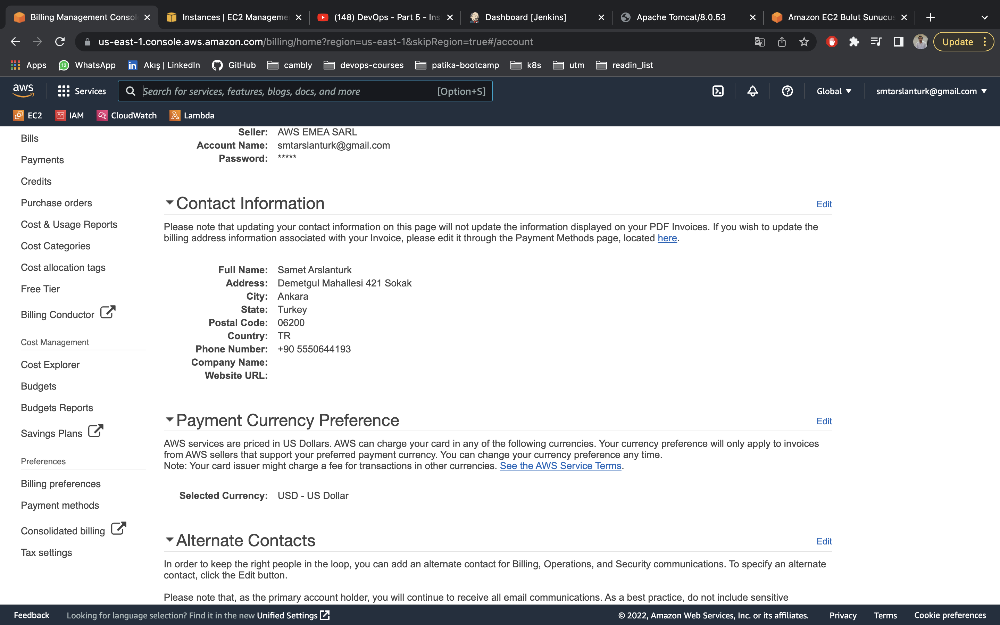 Billing Management Consol
Instances | EC2 Manageme
(148) DevOps - Part 5 - Ins
Dashboard [Jenkins]
Apache Tomcat/8.0.53
Amazon EC2 Bulut Sunucus
us-east-1.console.aws.amazon.com/billing/home?region=us-east-1&skipRegion=true#/account
Update
Apps
12
WhatsApp
in
Akış | LinkedIn
GitHub
cambly
devops-courses
patika-bootcamp
k8s
utm
readin_list
aws
Services
Search for services, features, blogs, docs, and more
[Option+S]
Global
smtarslanturk@gmail.com
EC2
IAM
CloudWatch
Lambda
Bills
Payments
Credits
Purchase orders
Cost & Usage Reports
Cost Categories
Cost allocation tags
Free Tier
Billing Conductor
Cost Management
Cost Explorer
Budgets
Budgets Reports
Savings Plans
Preferences
Billing preferences
Payment methods
Consolidated billing
Tax settings
Seller: AWS EMEA SARL
Account Name: smtarslanturk@gmail.com
Password: *****
Contact Information
Edit
Please note that updating your contact information on this page will not update the information displayed on your PDF Invoices. If you wish to update the
billing address information associated with your Invoice, please edit it through the Payment Methods page, located here.
Full Name: Samet Arslanturk
Address: Demetgul Mahallesi 421 Sokak
City: Ankara
State: Turkey
Postal Code: 06200
Country: TR
Phone Number: +90 5550644193
Company Name:
Website URL:
Payment Currency Preference
Edit
AWS services are priced in US Dollars. AWS can charge your card in any of the following currencies. Your currency preference will only apply to invoices
from AWS sellers that support your preferred payment currency. You can change your currency preference any time.
Note: Your card issuer might charge a fee for transactions in other currencies. See the AWS Service Terms.
Selected Currency: USD - US Dollar
Alternate Contacts
Edit
In order to keep the right people in the loop, you can add an alternate contact for Billing, Operations, and Security communications. To specify an alternate
contact, click the Edit button.
Please note that, as the primary account holder, you will continue to receive all email communications. As a best practice, do not include sensitive
Feedback
Looking for language selection? Find it in the new Unified Settings
© 2022, Amazon Web Services, Inc. or its affiliates.
Privacy
Terms
Cookie preferences